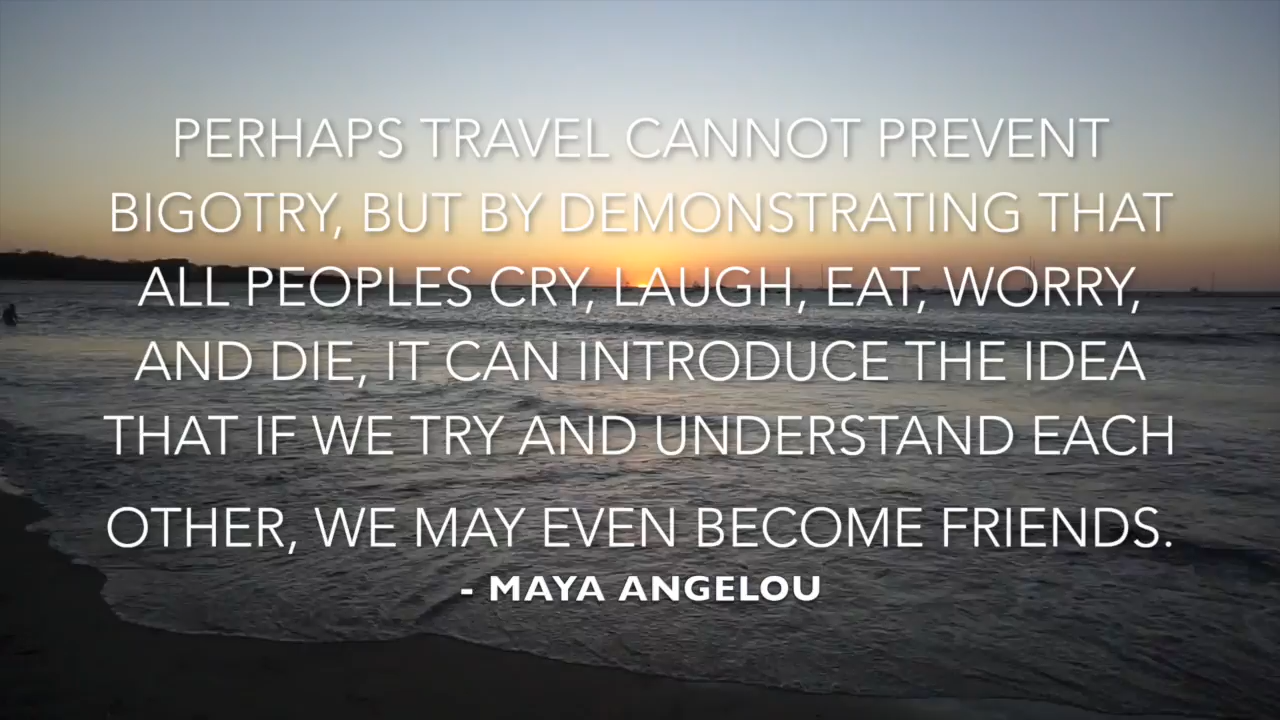 PERHAPS TRAVEL CANNOT PREVENT
BIGOTRY, BUT BY DEMONSTRATING THAT
ALL PEOPLES CRY, LAUGH, EAT, WORRY,
AND DIE, IT CAN INTRODUCE THE IDEA
THAT IF WE TRY AND UNDERSTAND EACH
OTHER, WE MAY EVEN BECOME FRIENDS.
- MAYA ANGELOU